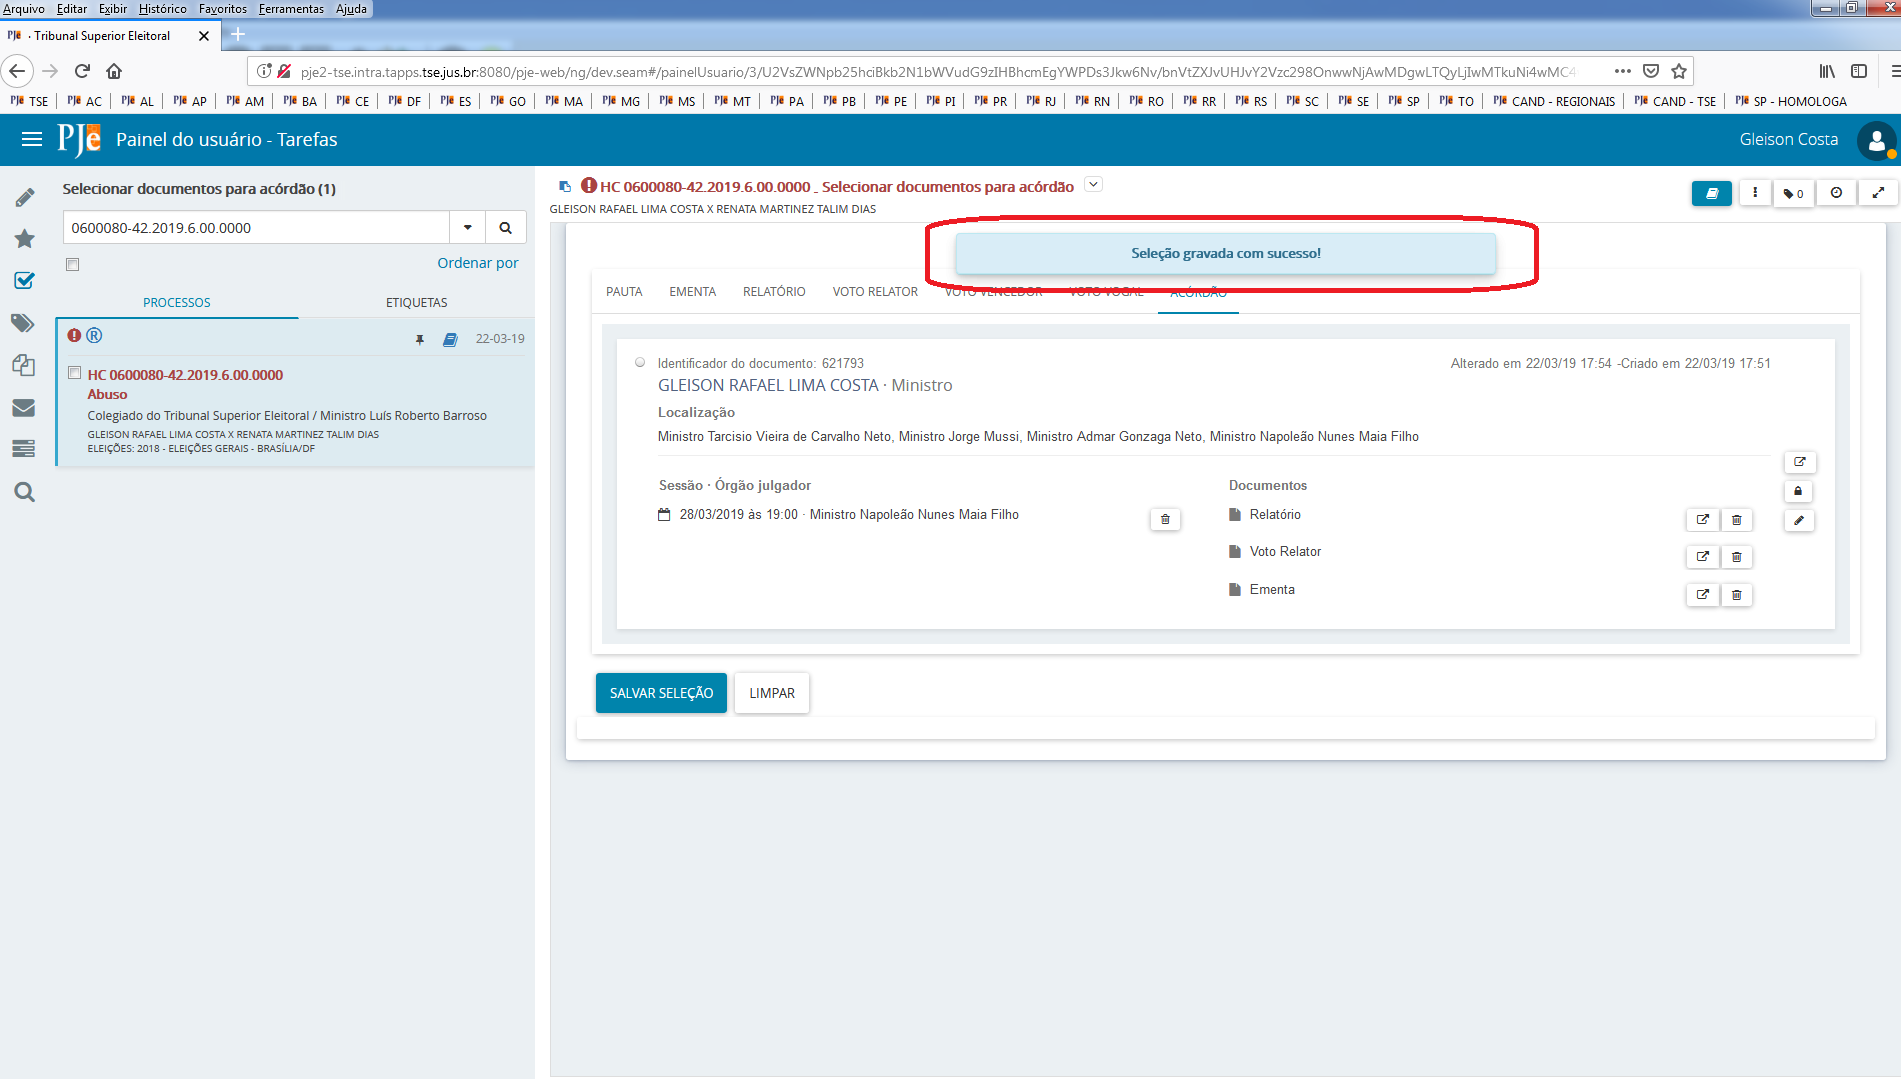 Arquivo Editar Exibir Histórico Favoritos Ferramentas Ajuda
PJe · Tribunal Superior Eleitoral
pje2-tse.intra.tapps.tse.jus.br:8080/pje-web/ng/dev.seam#/painelUsuario/3/
PJe TSE PJe AC PJe AL PJe AP PJe AM PJe BA PJe CE PJe DF PJe ES PJe GO PJe MA PJe MG PJe MS PJe MT PJe PA PJe PB PJe PE PJe PI PJe PR PJe RJ PJe RN PJe RO PJe RR PJe RS PJe SC PJe SE PJe SP PJe TO PJe CAND - REGIONAIS PJe CAND - TSE PJe SP - HOMOLOGA
PJe Painel do usuário - Tarefas
Gleison Costa
Selecionar documentos para acórdão (1)
0600080-42.2019.6.00.0000
Ordenar por
PROCESSOS ETIQUETAS
R 22-03-19
HC 0600080-42.2019.6.00.0000
Abuso
Colegiado do Tribunal Superior Eleitoral / Ministro Luís Roberto Barroso
GLEISON RAFAEL LIMA COSTA X RENATA MARTINEZ TALIM DIAS
ELEIÇÕES: 2018 - ELEIÇÕES GERAIS - BRASÍLIA/DF
HC 0600080-42.2019.6.00.0000 - Selecionar documentos para acórdão
0
GLEISON RAFAEL LIMA COSTA X RENATA MARTINEZ TALIM DIAS
Seleção gravada com sucesso!
PAUTA EMENTA RELATÓRIO VOTO RELATOR VOTO VENCEDOR VOTO VOGAL ACÓRDÃO
Identificador do documento: 621793
Alterado em 22/03/19 17:54 -Criado em 22/03/19 17:51
GLEISON RAFAEL LIMA COSTA · Ministro
Localização
Ministro Tarcisio Vieira de Carvalho Neto, Ministro Jorge Mussi, Ministro Admar Gonzaga Neto, Ministro Napoleão Nunes Maia Filho
Sessão · Órgão julgador
28/03/2019 às 19:00 · Ministro Napoleão Nunes Maia Filho
Documentos
Relatório
Voto Relator
Ementa
SALVAR SELEÇÃO LIMPAR